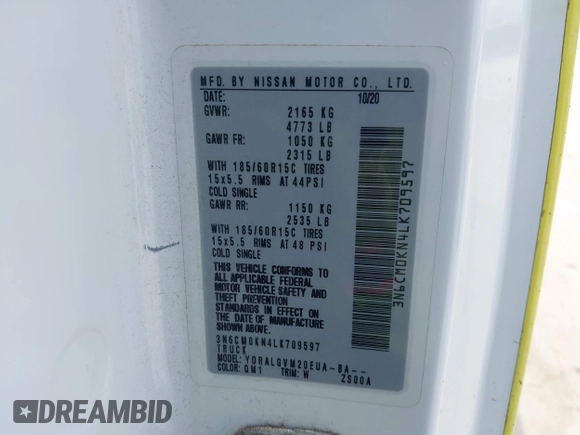 MFD. BY NISSAN MOTOR CO., LTD.
DATE: 10/20
GVWR: 2165 KG
4773 LB
GAWR FR: 1050 KG
2315 LB
WITH 185/60R15C TIRES
15x5.5 RIMS AT 44PSI
COLD SINGLE
GAWR RR: 1150 KG
2535 LB
WITH 185/60R15C TIRES
15x5.5 RIMS AT 48 PSI
COLD SINGLE
THIS VEHICLE CONFORMS TO
ALL APPLICABLE FEDERAL
MOTOR VEHICLE SAFETY AND
THEFT PREVENTION
STANDARDS IN EFFECT ON
THE DATE OF MANUFACTURE
SHOWN ABOVE.
3N6CM0KN4LK709597
TRUCK
MODEL: YDRALGVM20EUA-BA--
COLOR: QM1 TRIM: W 2S00A
3N6CM0KN4LK709597
DREAMBID